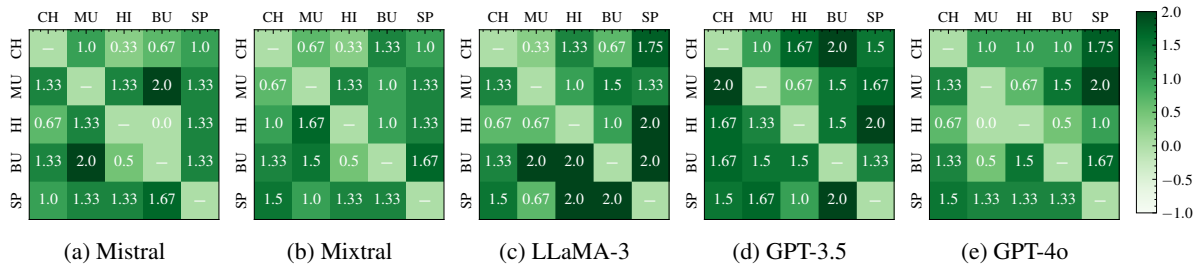 CH MU HI BU SP CH MU HI BU SP CH MU HI BU SP CH MU HI BU SP CH MU HI BU SP 2.0
CH — 1.0 0.33 0.67 1.0 CH — 0.67 0.33 1.33 1.0 CH — 0.33 1.33 0.67 1.75 CH — 1.0 1.67 2.0 1.5 CH — 1.0 1.0 1.0 1.75 1.5
MU 1.33 — 1.33 2.0 1.33 MU 0.67 — 1.33 1.0 1.33 MU 1.33 — 1.0 1.5 1.33 MU 2.0 — 0.67 1.5 1.67 MU 1.33 — 0.67 1.33 2.0 1.0
0.5
HI 0.67 1.33 — 0.0 1.33 HI 1.0 1.67 — 1.0 1.33 HI 0.67 0.67 — 1.0 2.0 HI 1.67 1.33 — 1.5 2.0 HI 0.67 0.0 — 0.5 1.0
0.0
BU 1.33 2.0 0.5 — 1.33 BU 1.33 1.5 0.5 — 1.67 BU 1.33 2.0 2.0 — 2.0 BU 1.67 1.5 1.5 — 1.33 BU 1.33 0.5 1.5 — 1.67
−0.5
SP 1.0 1.33 1.33 1.67 — SP 1.5 1.0 1.33 1.33 — SP 1.5 0.67 2.0 2.0 — SP 1.5 1.67 1.0 2.0 — SP 1.5 1.33 1.33 1.33 —
−1.0
(a) Mistral (b) Mixtral (c) LLaMA-3 (d) GPT-3.5 (e) GPT-4o